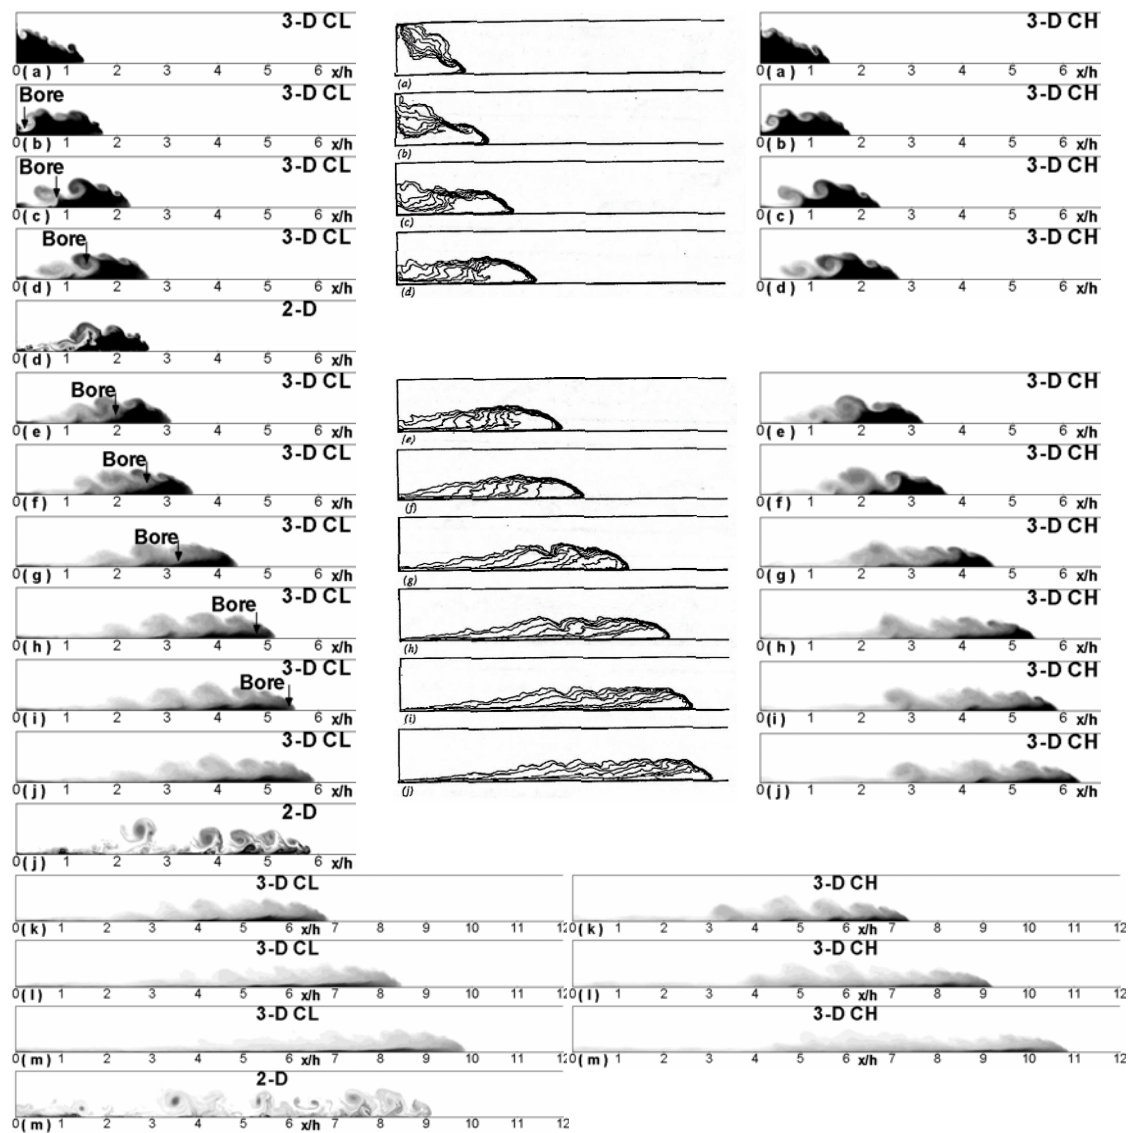 3-D CL
0 (a) 1 2 3 4 5 6 x/h
(a)
3-D CH
0 (a) 1 2 3 4 5 6 x/h
Bore
3-D CL
0 (b) 1 2 3 4 5 6 x/h
(b)
3-D CH
0 (b) 1 2 3 4 5 6 x/h
Bore
3-D CL
0 (c) 1 2 3 4 5 6 x/h
(c)
3-D CH
0 (c) 1 2 3 4 5 6 x/h
Bore
3-D CL
0 (d) 1 2 3 4 5 6 x/h
(d)
3-D CH
0 (d) 1 2 3 4 5 6 x/h
2-D
0 (d) 1 2 3 4 5 6 x/h
Bore
3-D CL
0 (e) 1 2 3 4 5 6 x/h
(e)
3-D CH
0 (e) 1 2 3 4 5 6 x/h
Bore
3-D CL
0 (f) 1 2 3 4 5 6 x/h
(f)
3-D CH
0 (f) 1 2 3 4 5 6 x/h
Bore
3-D CL
0 (g) 1 2 3 4 5 6 x/h
(g)
3-D CH
0 (g) 1 2 3 4 5 6 x/h
Bore
3-D CL
0 (h) 1 2 3 4 5 6 x/h
(h)
3-D CH
0 (h) 1 2 3 4 5 6 x/h
Bore
3-D CL
0 (i) 1 2 3 4 5 6 x/h
(i)
3-D CH
0 (i) 1 2 3 4 5 6 x/h
3-D CL
0 (j) 1 2 3 4 5 6 x/h
(j)
3-D CH
0 (j) 1 2 3 4 5 6 x/h
2-D
0 (j) 1 2 3 4 5 6 x/h
3-D CL
0 (k) 1 2 3 4 5 6 x/h 7 8 9 10 11 12
3-D CH
0 (k) 1 2 3 4 5 6 x/h 7 8 9 10 11 12
3-D CL
0 (l) 1 2 3 4 5 6 x/h 7 8 9 10 11 12
3-D CH
0 (l) 1 2 3 4 5 x/h 6 7 8 9 10 11 12
3-D CL
0 (m) 1 2 3 4 5 6 x/h 7 8 9 10 11 12
3-D CH
0 (m) 1 2 3 4 5 x/h 6 7 8 9 10 11 12
2-D
0 (m) 1 2 3 4 5 6 x/h 7 8 9 10 11 12